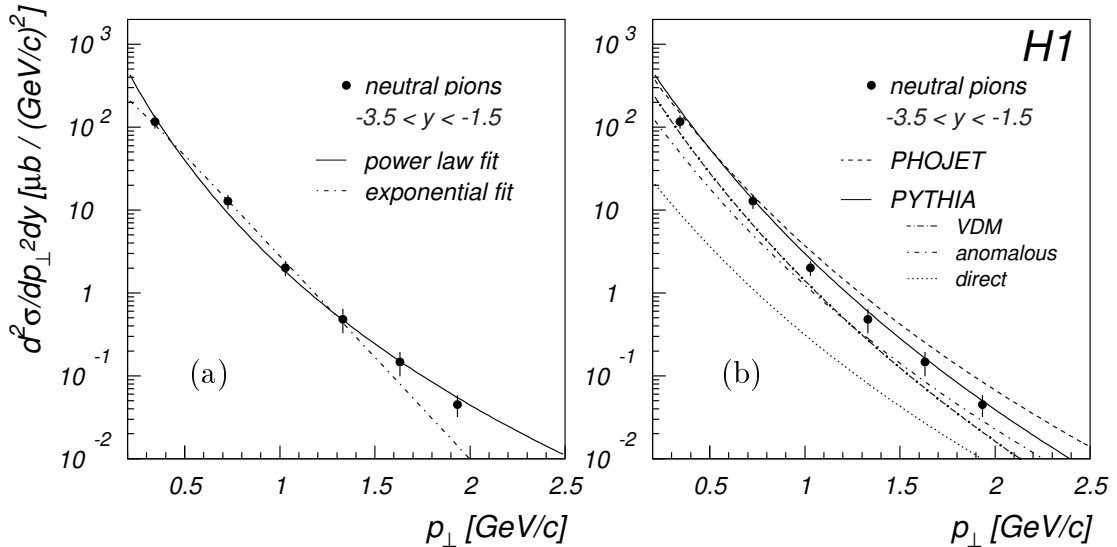 d²σ/dp⊥²dy [μb / (GeV/c)²]
10³
10²
10
1
10⁻¹
10⁻²
neutral pions
-3.5 < y < -1.5
power law fit
exponential fit
(a)
0.5
1
1.5
2
2.5
p⊥ [GeV/c]
H1
10³
10²
10
1
10⁻¹
10⁻²
neutral pions
-3.5 < y < -1.5
PHOJET
PYTHIA
VDM
anomalous
direct
(b)
0.5
1
1.5
2
2.5
p⊥ [GeV/c]